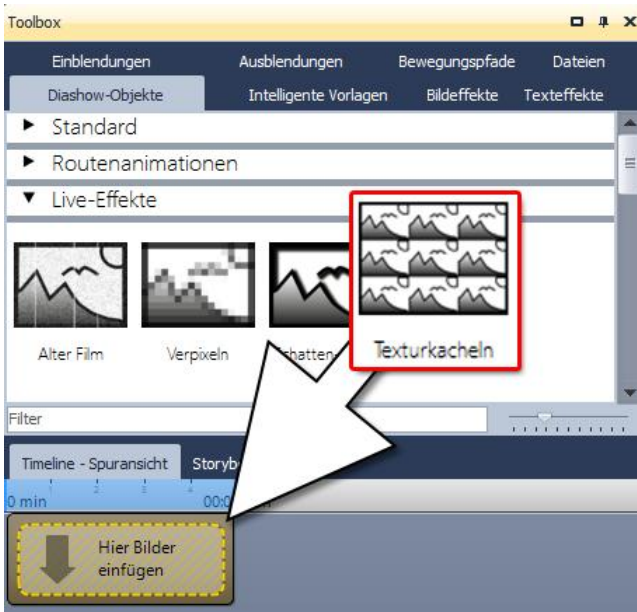 Toolbox
Einblendungen Ausblendungen Bewegungspfade Dateien
Diashow-Objekte Intelligente Vorlagen Bildeffekte Texteffekte
Standard
Routenanimationen
Live-Effekte
Alter Film Verpixeln Texturkacheln
Filter
Timeline - Spuransicht
0 min
Hier Bilder
einfügen